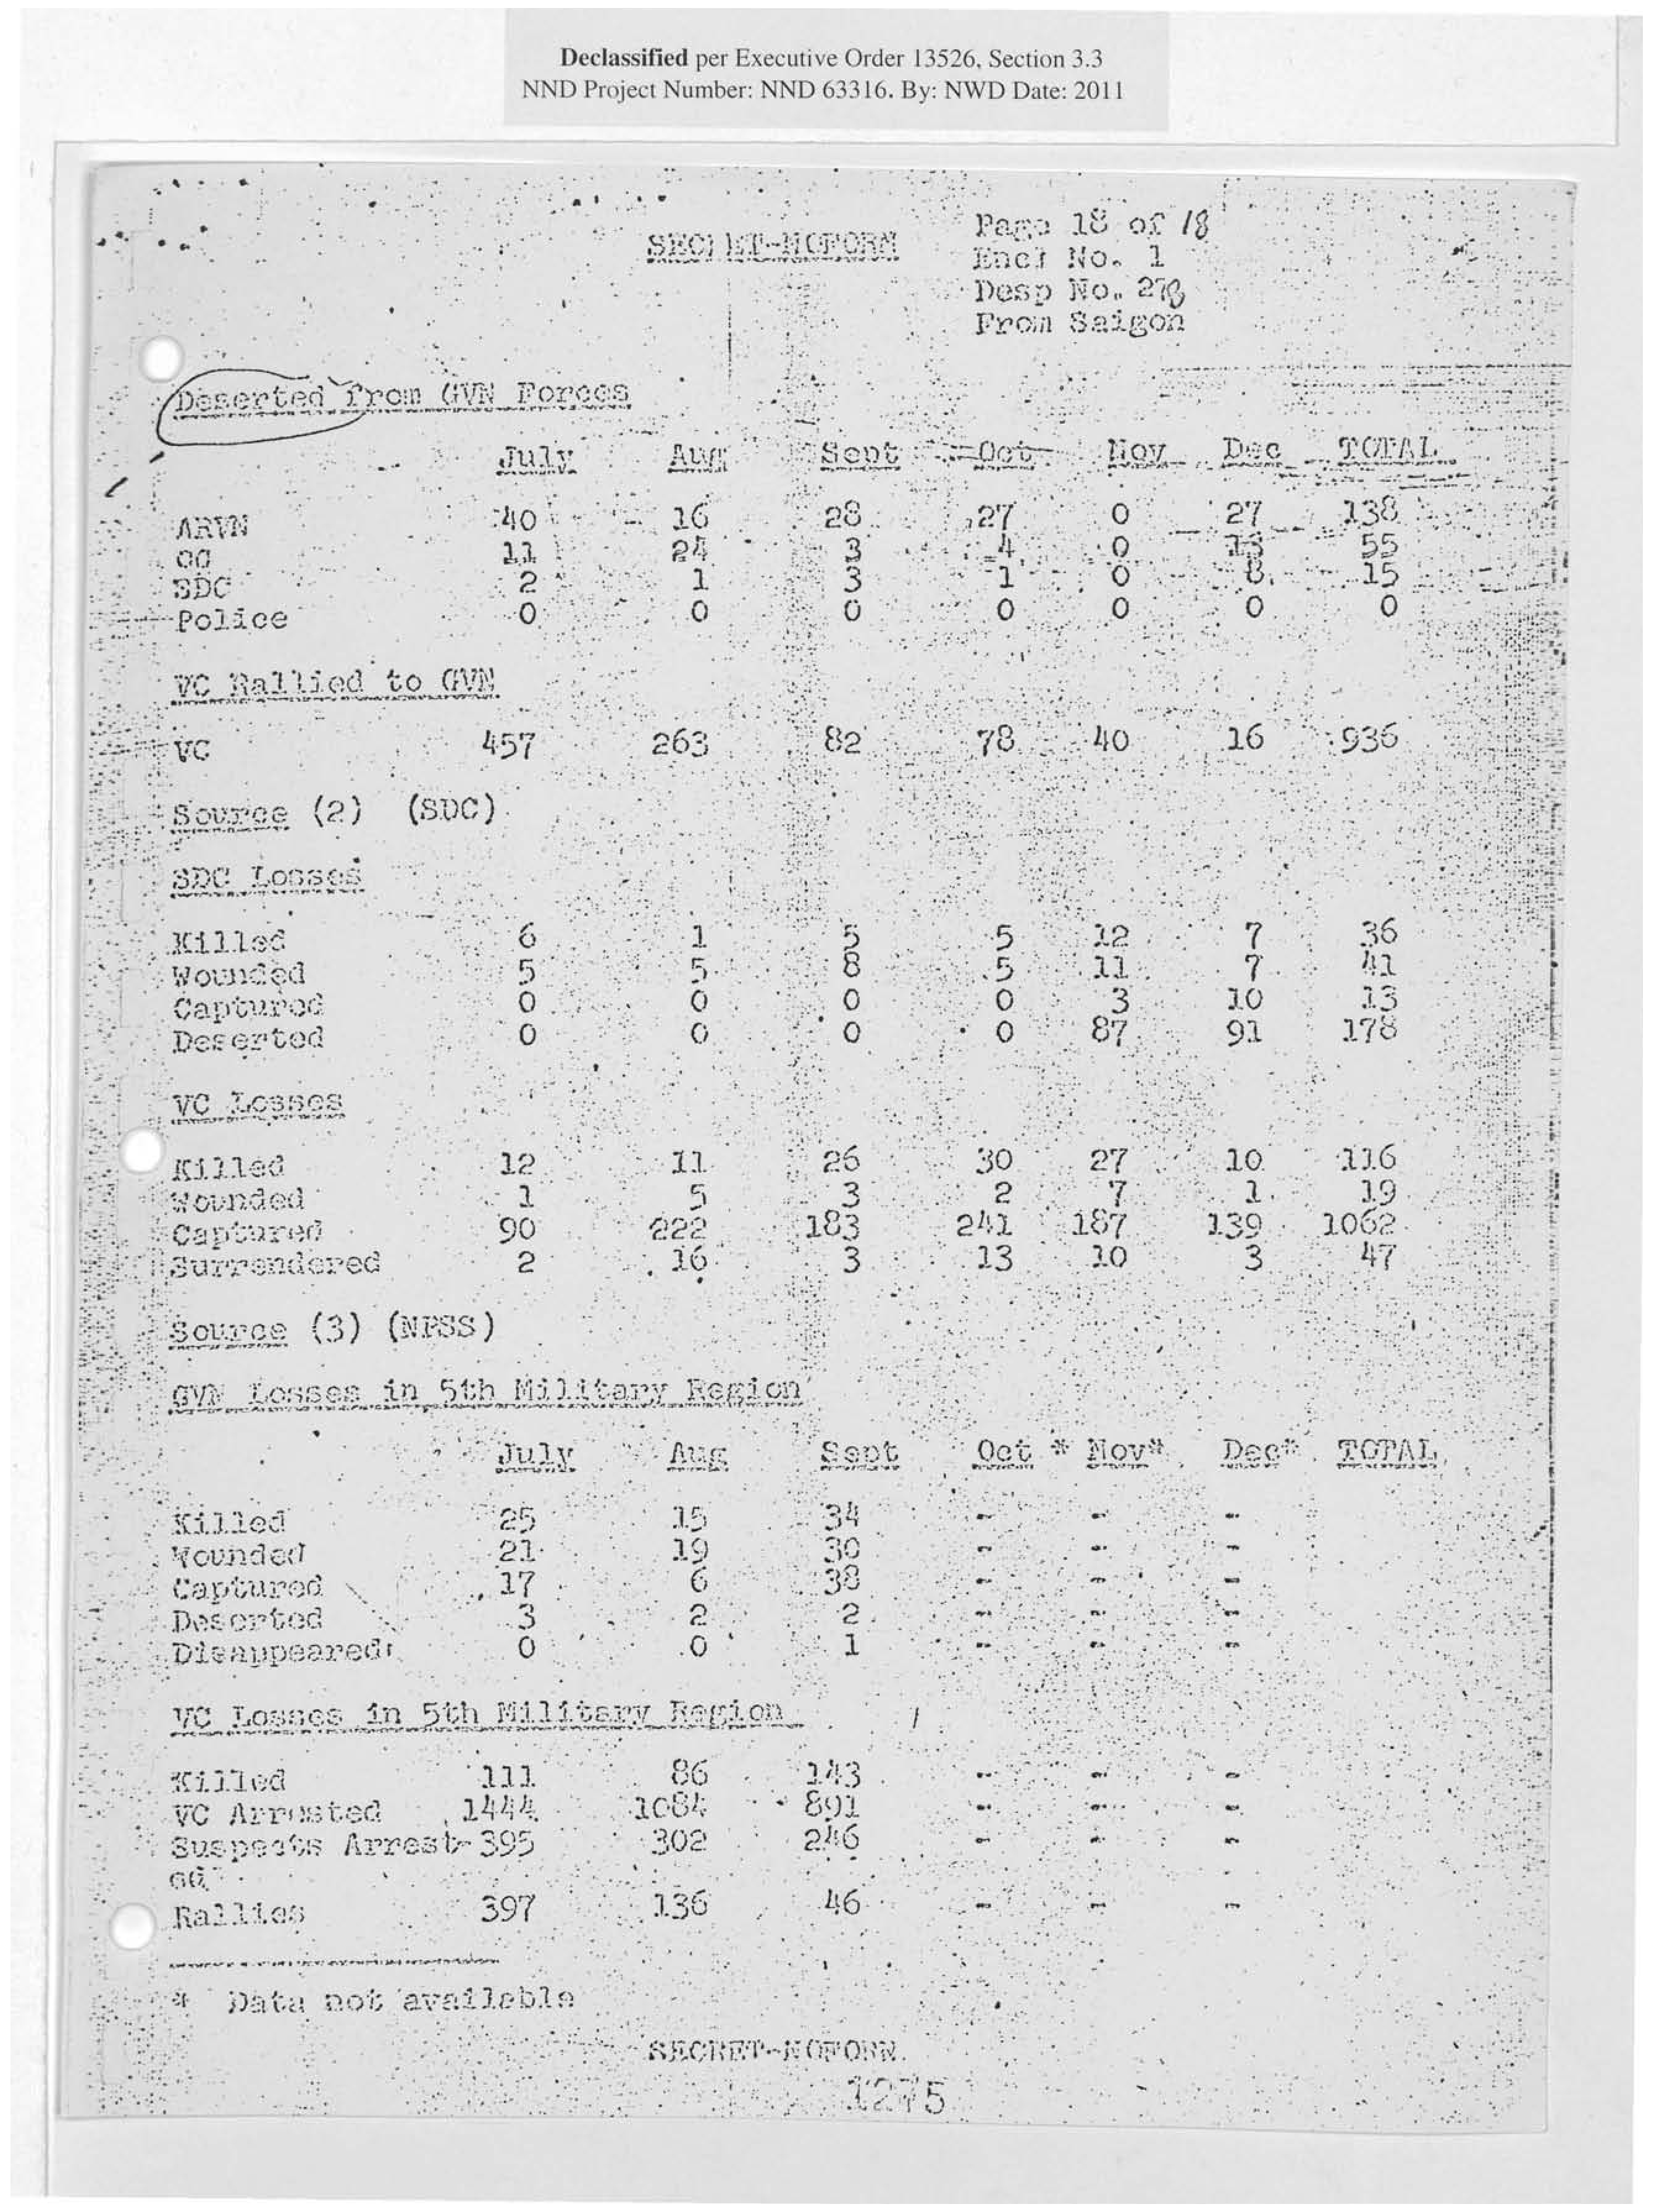 Declassified per Executive Order 13526, Section 3.3
NND Project Number: NND 63316. By: NWD Date: 2011
SECRET-NOFORN
Page 18 of 18
Encl No. 1
Desp No. 278
From Saigon
Deserted from GVN Forces
July Aug Sept Oct Nov Dec TOTAL
ARVN 40 16 28 27 0 27 138
CG 11 24 3 4 0 13 55
SDC 2 1 3 1 0 8 15
Police 0 0 0 0 0 0 0
VC Rallied to GVN
VC 457 263 82 78 40 16 936
Source (2) (SDC)
SDC Losses
Killed 6 1 5 5 12 7 36
Wounded 5 5 8 5 11 7 41
Captured 0 0 0 0 3 10 13
Deserted 0 0 0 0 87 91 178
VC Losses
Killed 12 11 26 30 27 10 116
Wounded 1 5 3 2 7 1 19
Captured 90 222 183 241 187 139 1062
Surrendered 2 16 3 13 10 3 47
Source (3) (NPSS)
GVN Losses in 5th Military Region
July Aug Sept Oct * Nov* Dec* TOTAL
Killed 25 15 34 - - -
Wounded 21 19 30 - - -
Captured 17 6 38 - - -
Deserted 3 2 2 - - -
Disappeared 0 0 1 - - -
VC Losses in 5th Military Region
Killed 111 86 143 - - -
VC Arrested 1444 1084 891 - - -
Suspects Arrest- 395 302 246 - - -
ed
Rallies 397 136 46 - - -
* Data not available
SECRET-NOFORN
1275